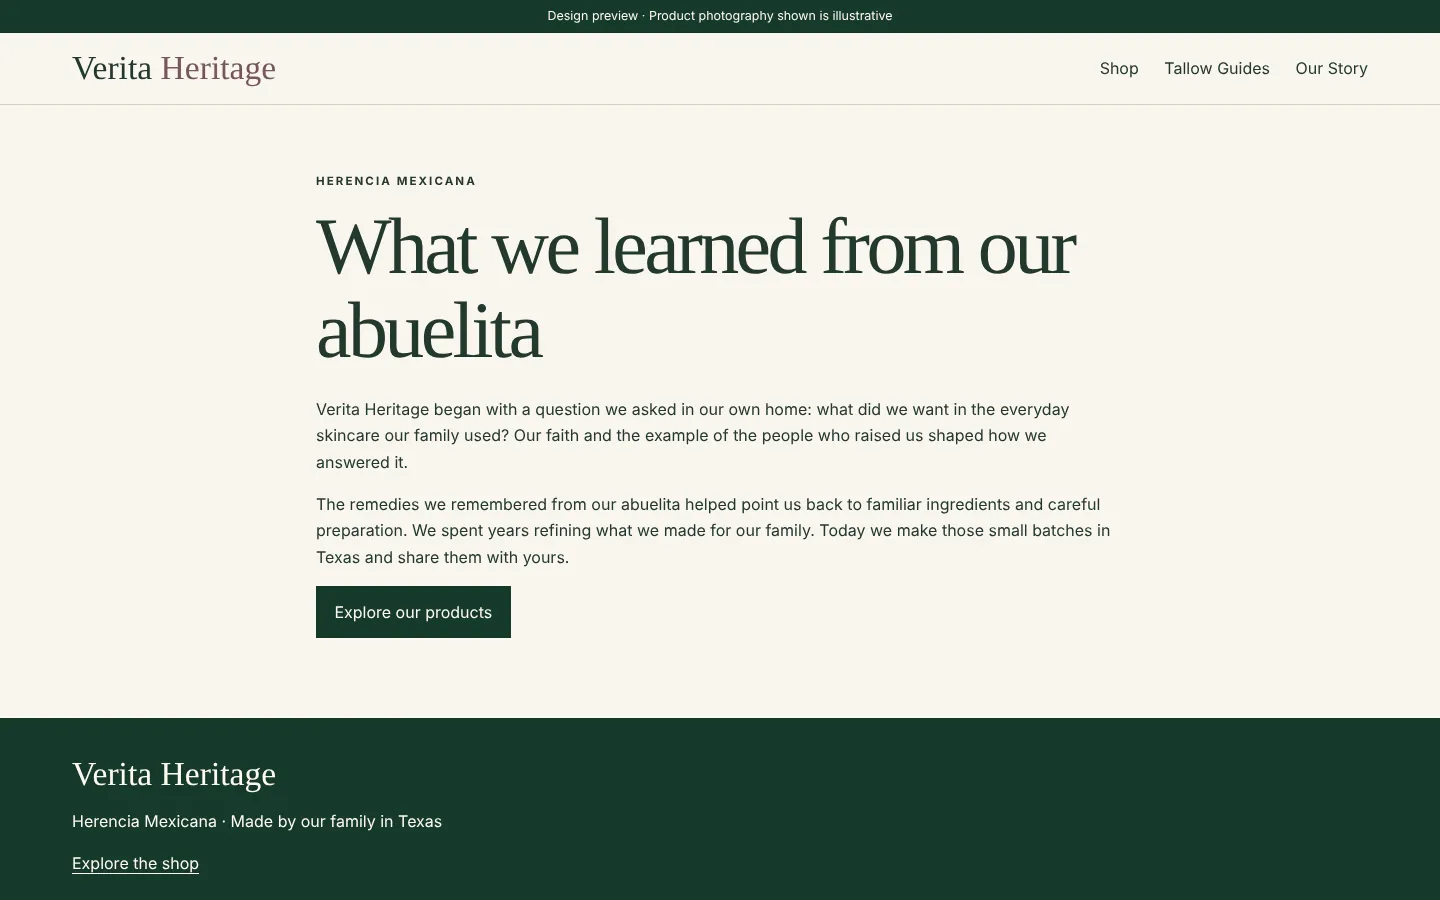 Design preview · Product photography shown is illustrative
Verita Heritage
Shop Tallow Guides Our Story
HERENCIA MEXICANA
What we learned from our
abuelita
Verita Heritage began with a question we asked in our own home: what did we want in the everyday
skincare our family used? Our faith and the example of the people who raised us shaped how we
answered it.
The remedies we remembered from our abuelita helped point us back to familiar ingredients and careful
preparation. We spent years refining what we made for our family. Today we make those small batches in
Texas and share them with yours.
Explore our products
Verita Heritage
Herencia Mexicana · Made by our family in Texas
Explore the shop